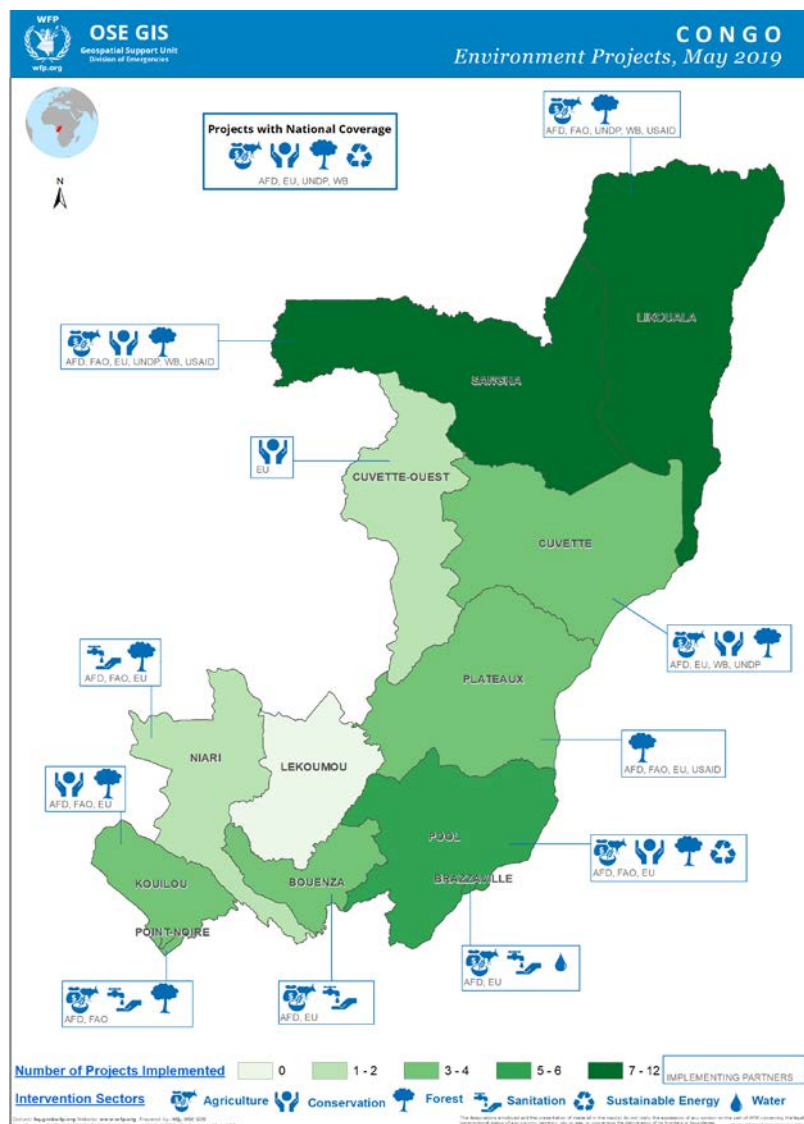 WFP
wfp.org
OSE GIS
Geospatial Support Unit
Division of Emergencies
CONGO
Environment Projects, May 2019
Projects with National Coverage
AFD, EU, UNDP, WB
N
AFD, FAO, UNDP, WB, USAID
LIKOUALA
AFD, FAO, EU, UNDP, WB, USAID
SANGHA
EU
CUVETTE-OUEST
CUVETTE
AFD, EU, WB, UNDP
AFD, FAO, EU
PLATEAUX
NIARI
LEKOUMOU
AFD, FAO, EU, USAID
AFD, FAO, EU
POOL
AFD, FAO, EU
KOUILOU
BOUENZA
BRAZZAVILLE
POINT-NOIRE
AFD, EU
AFD, FAO
AFD, EU
Number of Projects Implemented 0 1 - 2 3 - 4 5 - 6 7 - 12 IMPLEMENTING PARTNERS
Intervention Sectors Agriculture Conservation Forest Sanitation Sustainable Energy Water